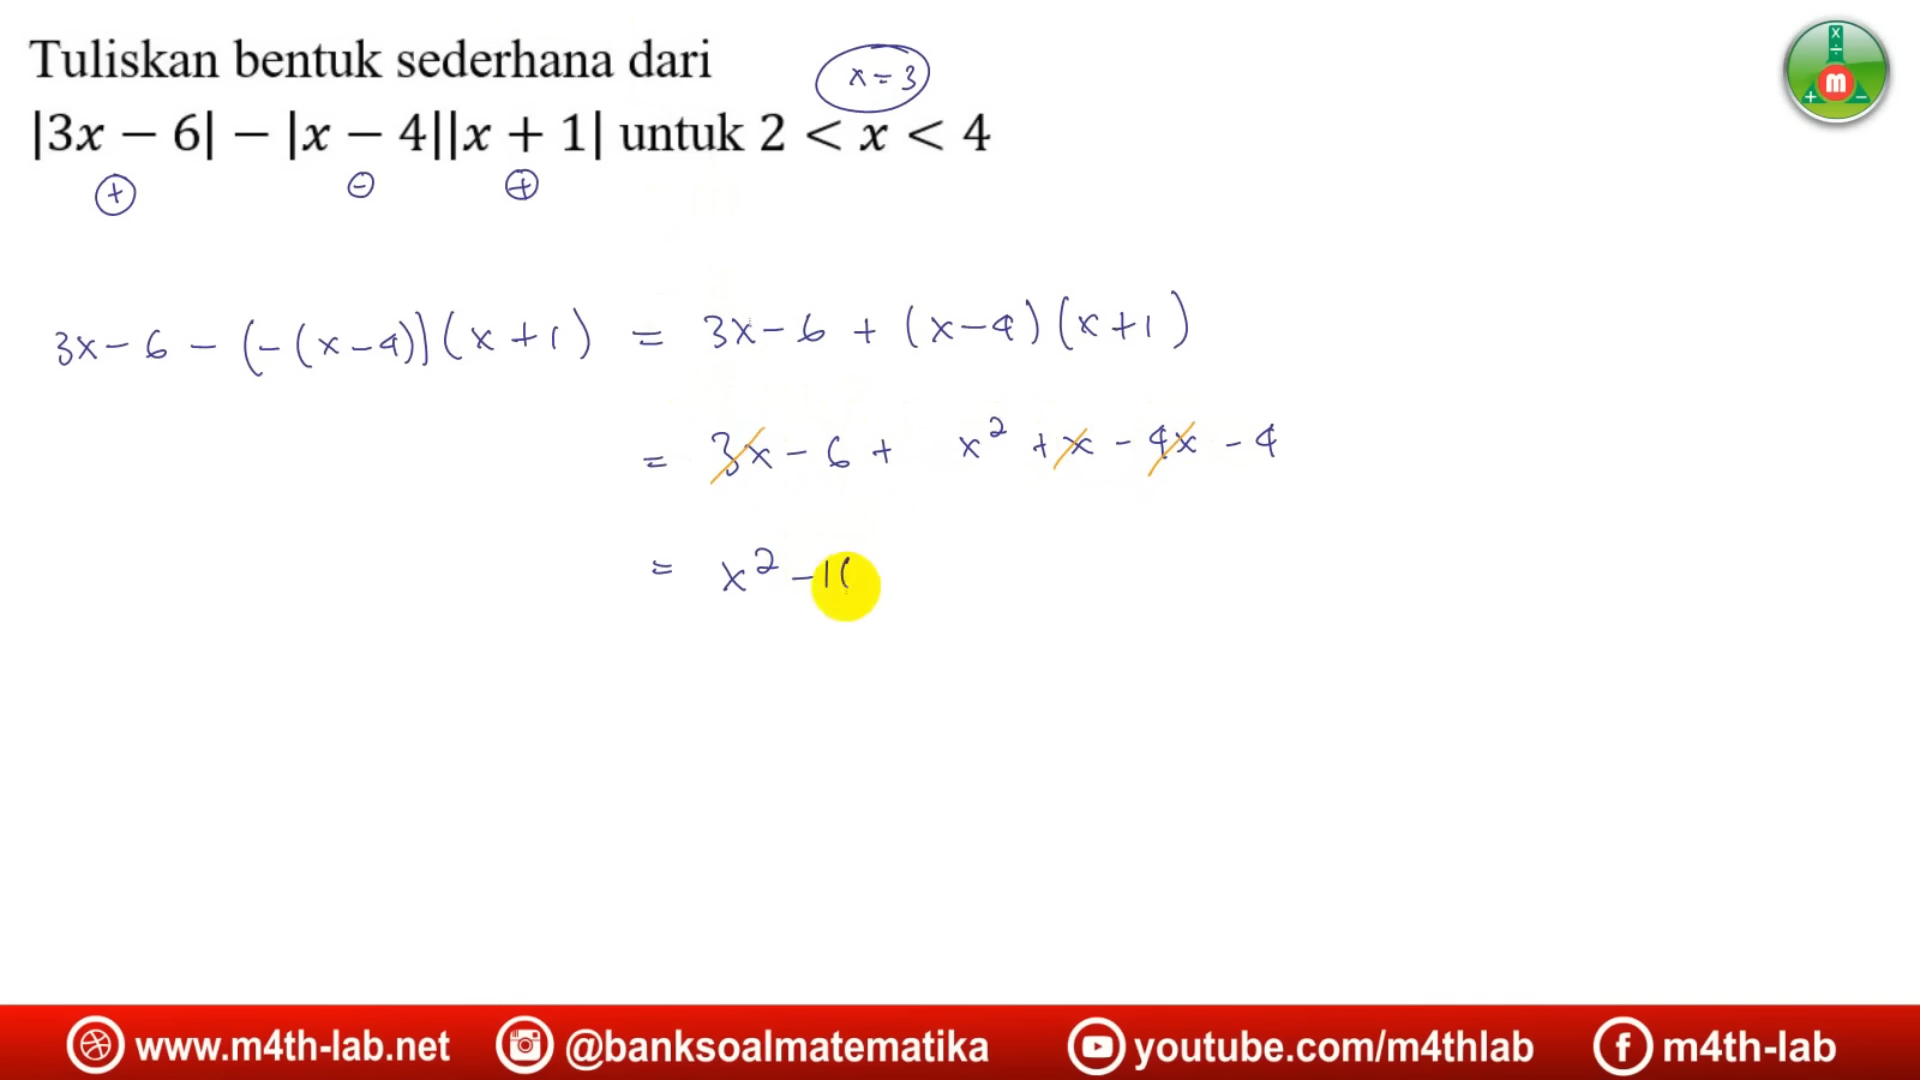 Tuliskan bentuk sederhana dari
x = 3
|3x − 6| − |x − 4||x + 1| untuk 2 < x < 4
+ − +
3x − 6 − (−(x−4))(x+1) = 3x − 6 + (x−4)(x+1)
= 3x − 6 + x² + x − 4x − 4
= x² − 1(
x
÷
m
+ −
www.m4th-lab.net @banksoalmatematika youtube.com/m4thlab f m4th-lab